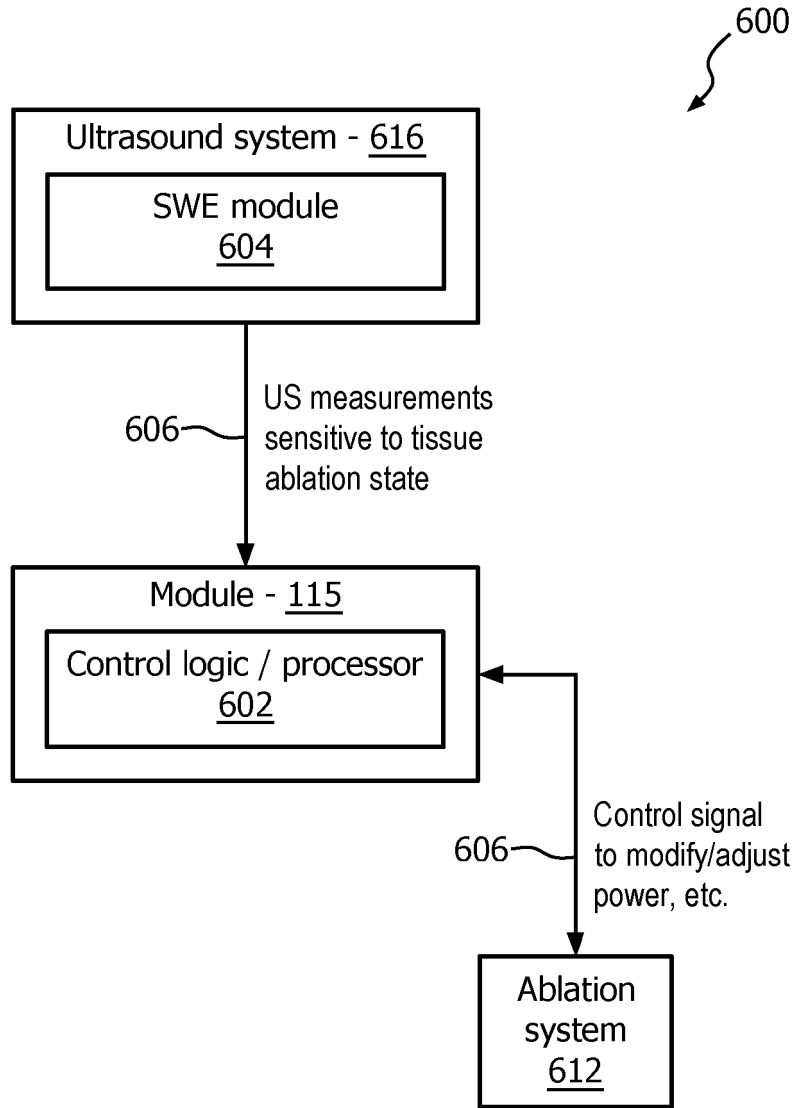 600
Ultrasound system - 616
SWE module
604
606
US measurements
sensitive to tissue
ablation state
Module - 115
Control logic / processor
602
606
Control signal
to modify/adjust
power, etc.
Ablation
system
612